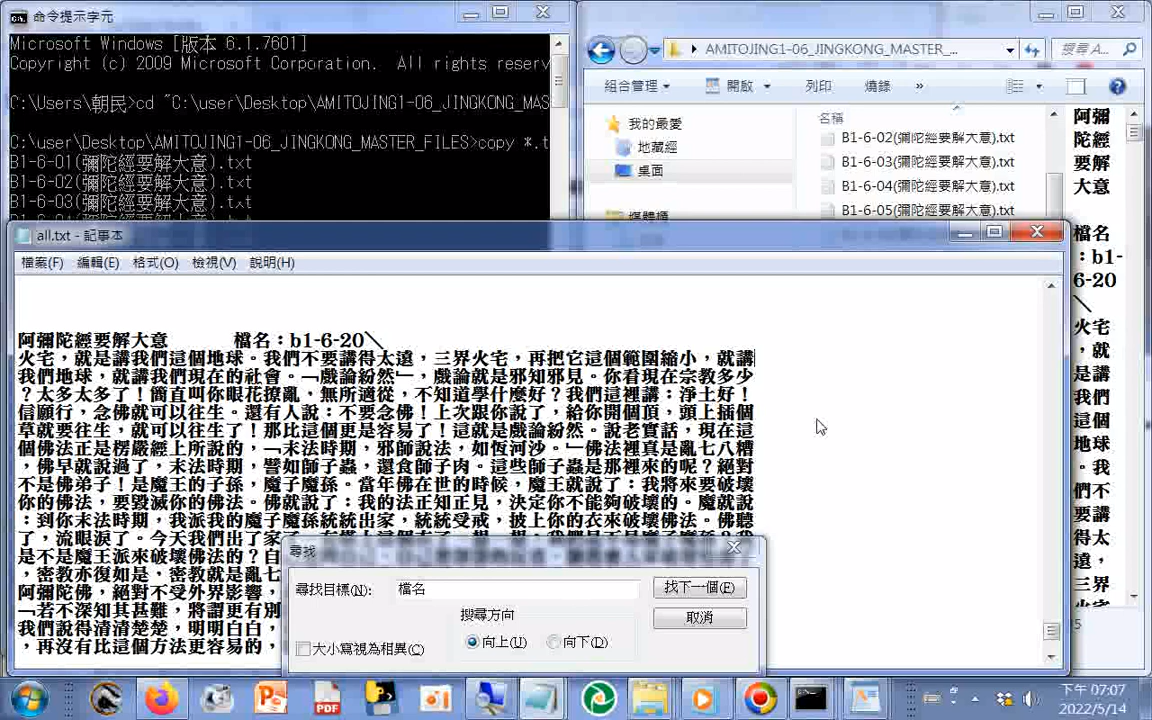 命令提示字元
Microsoft Windows [版本 6.1.7601]
Copyright (c) 2009 Microsoft Corporation.  All rights reserv
C:\Users\朝民>cd "C:\user\Desktop\AMITOJING1-06_JINGKONG_MAS
C:\user\Desktop\AMITOJING1-06_JINGKONG_MASTER_FILES>copy *.t
B1-6-01(彌陀經要解大意).txt
B1-6-02(彌陀經要解大意).txt
B1-6-03(彌陀經要解大意).txt
AMITOJING1-06_JINGKONG_MASTER_...
搜尋 A...
組合管理 開啟 列印 燒錄 »
我的最愛
地藏經
桌面
媒體櫃
名稱
B1-6-02(彌陀經要解大意).txt
B1-6-03(彌陀經要解大意).txt
B1-6-04(彌陀經要解大意).txt
B1-6-05(彌陀經要解大意).txt
阿彌
陀經
要解
大意
檔名
：b1-
6-20
＼
火宅
，就
是講
我們
這個
地球
。我
們不
要講
得太
遠，
三界
all.txt - 記事本
檔案(F) 編輯(E) 格式(O) 檢視(V) 說明(H)
阿彌陀經要解大意　　　檔名：b1-6-20＼
火宅，就是講我們這個地球。我們不要講得太遠，三界火宅，再把它這個範圍縮小，就講
我們地球，就講我們現在的社會。﹁戲論紛然﹂，戲論就是邪知邪見。你看現在宗教多少
？太多太多了！簡直叫你眼花撩亂，無所適從，不知道學什麼好？我們這裡講：淨土好！
信願行，念佛就可以往生。還有人說：不要念佛！上次跟你說了，給你開個頂，頭上插個
草就要往生，就可以往生了！那比這個更是容易了！這就是戲論紛然。說老實話，現在這
個佛法正是楞嚴經上所說的，﹁末法時期，邪師說法，如恆河沙。﹂佛法裡真是亂七八糟
，佛早就說過了，末法時期，譬如師子蟲，還食師子肉。這些師子蟲是那裡來的呢？絕對
不是佛弟子！是魔王的子孫，魔子魔孫。當年佛在世的時候，魔王就說了：我將來要破壞
你的佛法，要毀滅你的佛法。佛就說了：我的法正知正見，決定你不能夠破壞的。魔就說
：到你末法時期，我派我的魔子魔孫統統出家，統統受戒，披上你的衣來破壞佛法。佛聽
了，流眼淚了。今天我們出了家了
是不是魔王派來破壞佛法的？自
，密教亦復如是，密教就是亂七
阿彌陀佛，絕對不受外界影響，
﹁若不深知其甚難，將謂更有別
我們說得清清楚楚，明明白白，
，再沒有比這個方法更容易的，
尋找
尋找目標(N): 檔名 找下一個(F)
搜尋方向 取消
大小寫視為相異(C) 向上(U) 向下(D)
PDF
下午 07:07
2022/5/14